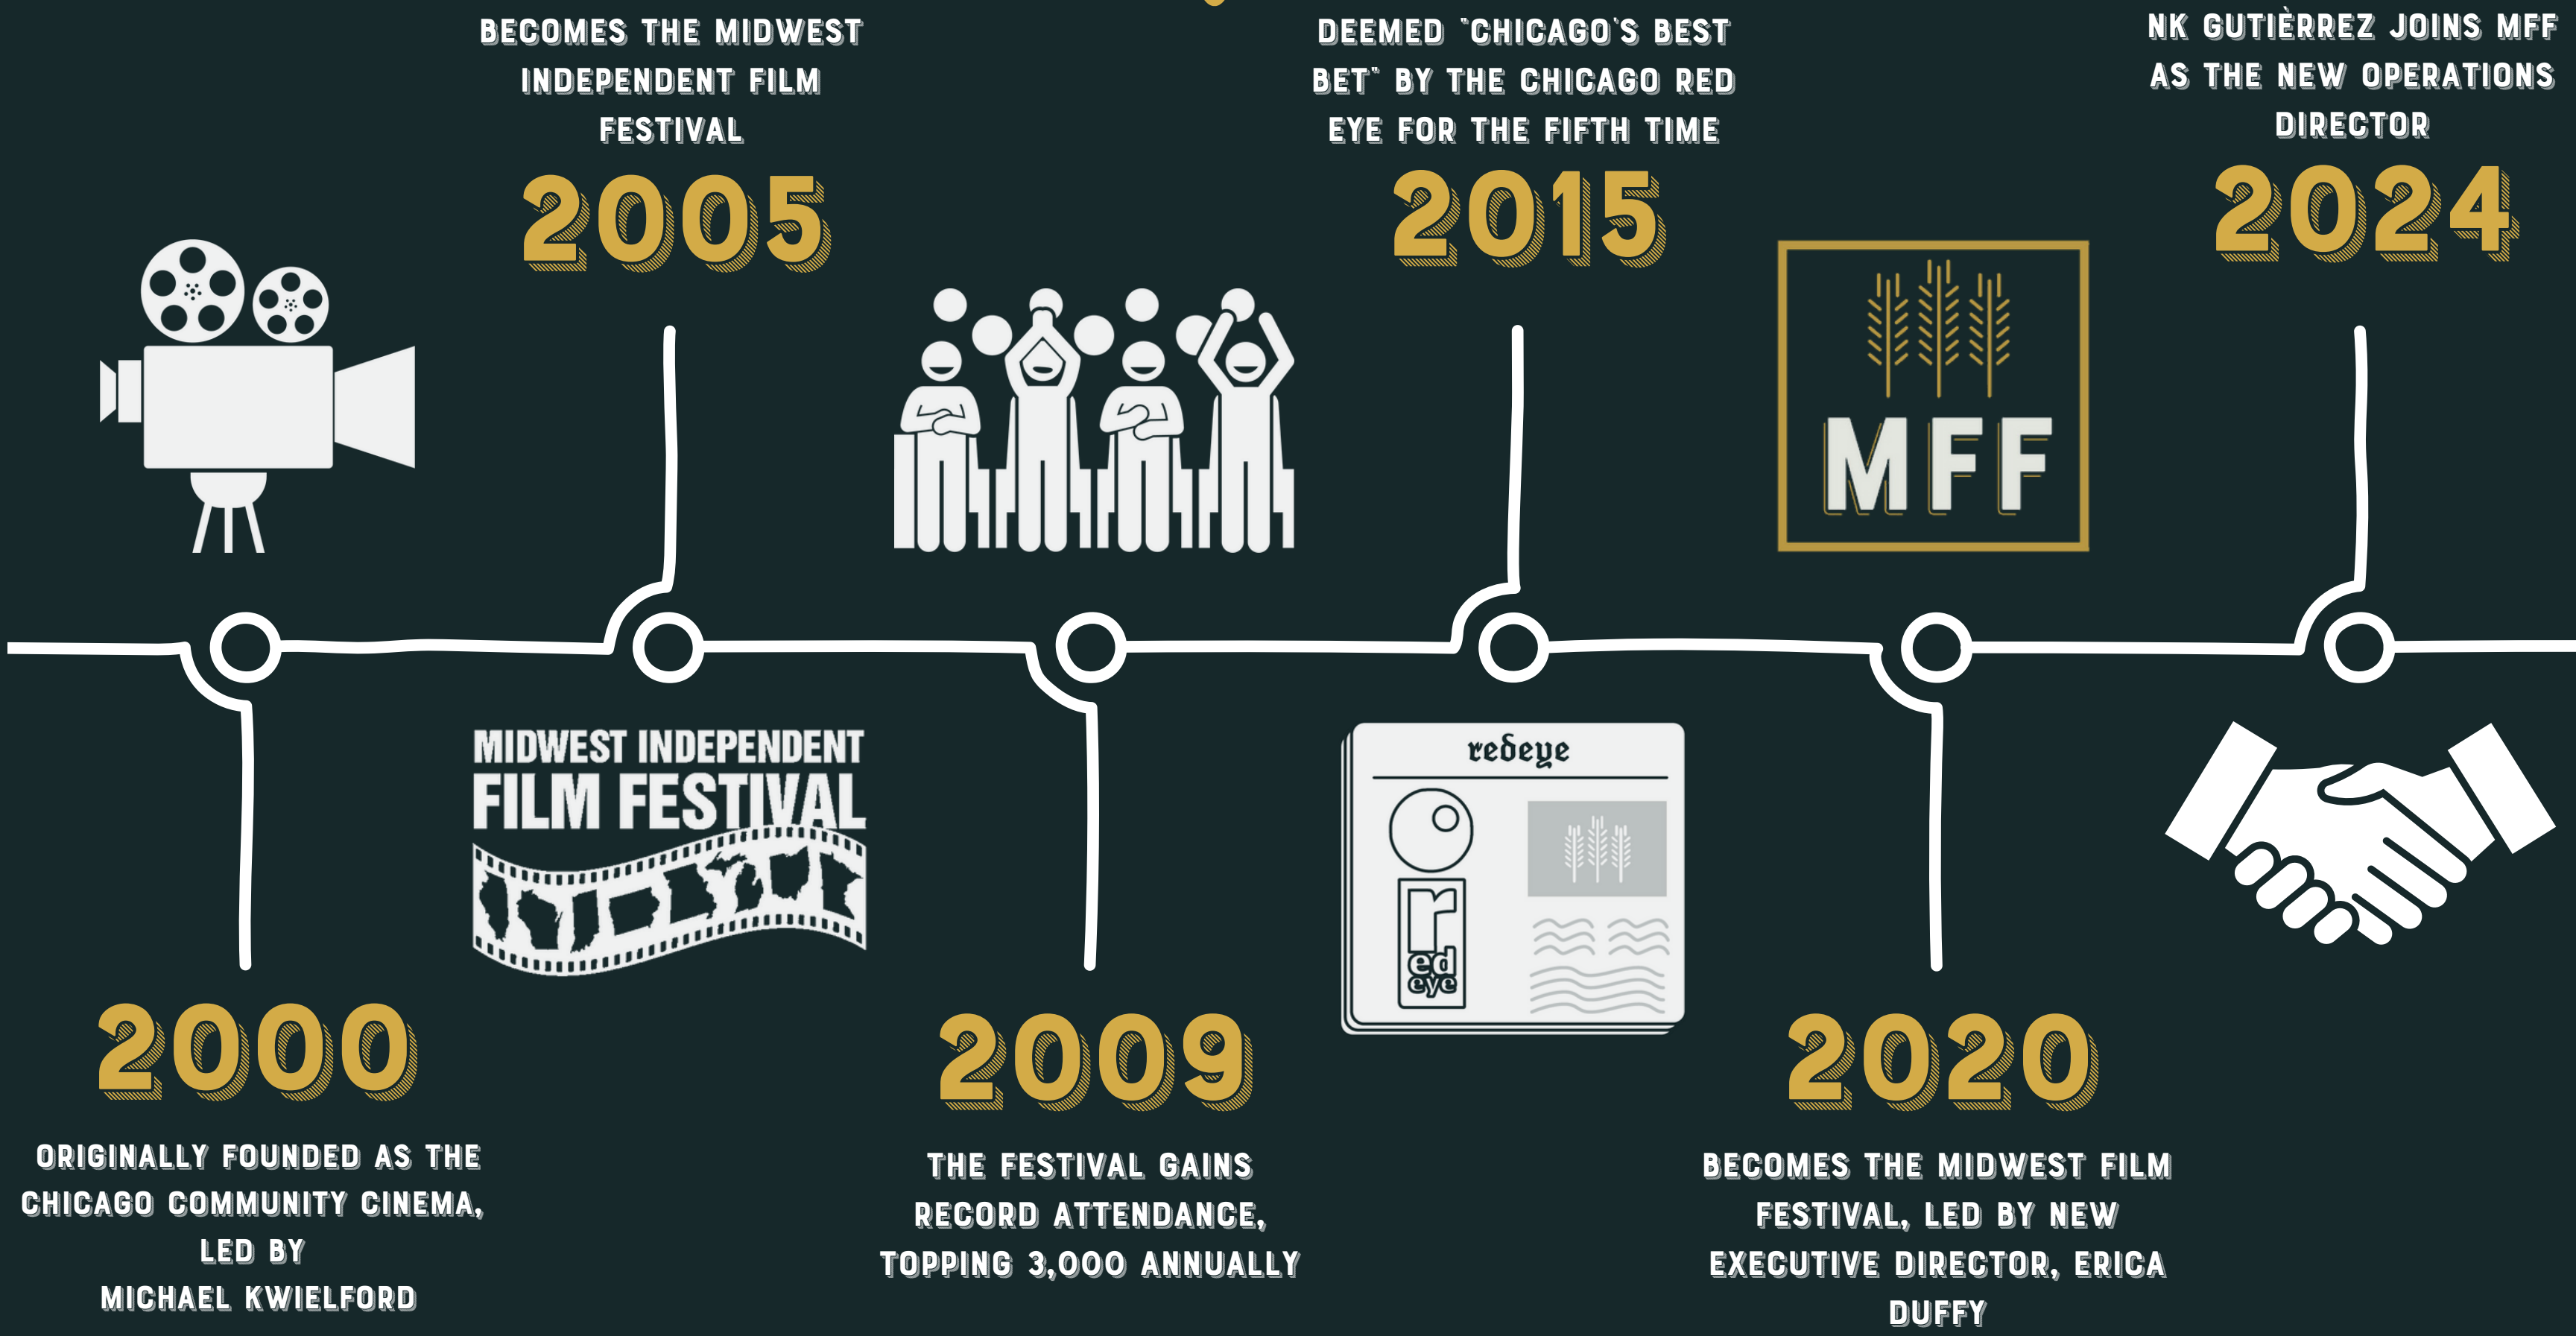 BECOMES THE MIDWEST
INDEPENDENT FILM
FESTIVAL
2005
DEEMED "CHICAGO'S BEST
BET" BY THE CHICAGO RED
EYE FOR THE FIFTH TIME
2015
NK GUTIÈRREZ JOINS MFF
AS THE NEW OPERATIONS
DIRECTOR
2024
MFF
MIDWEST INDEPENDENT
FILM FESTIVAL
redeye
r
ed
eye
2000
ORIGINALLY FOUNDED AS THE
CHICAGO COMMUNITY CINEMA,
LED BY
MICHAEL KWIELFORD
2009
THE FESTIVAL GAINS
RECORD ATTENDANCE,
TOPPING 3,000 ANNUALLY
2020
BECOMES THE MIDWEST FILM
FESTIVAL, LED BY NEW
EXECUTIVE DIRECTOR, ERICA
DUFFY